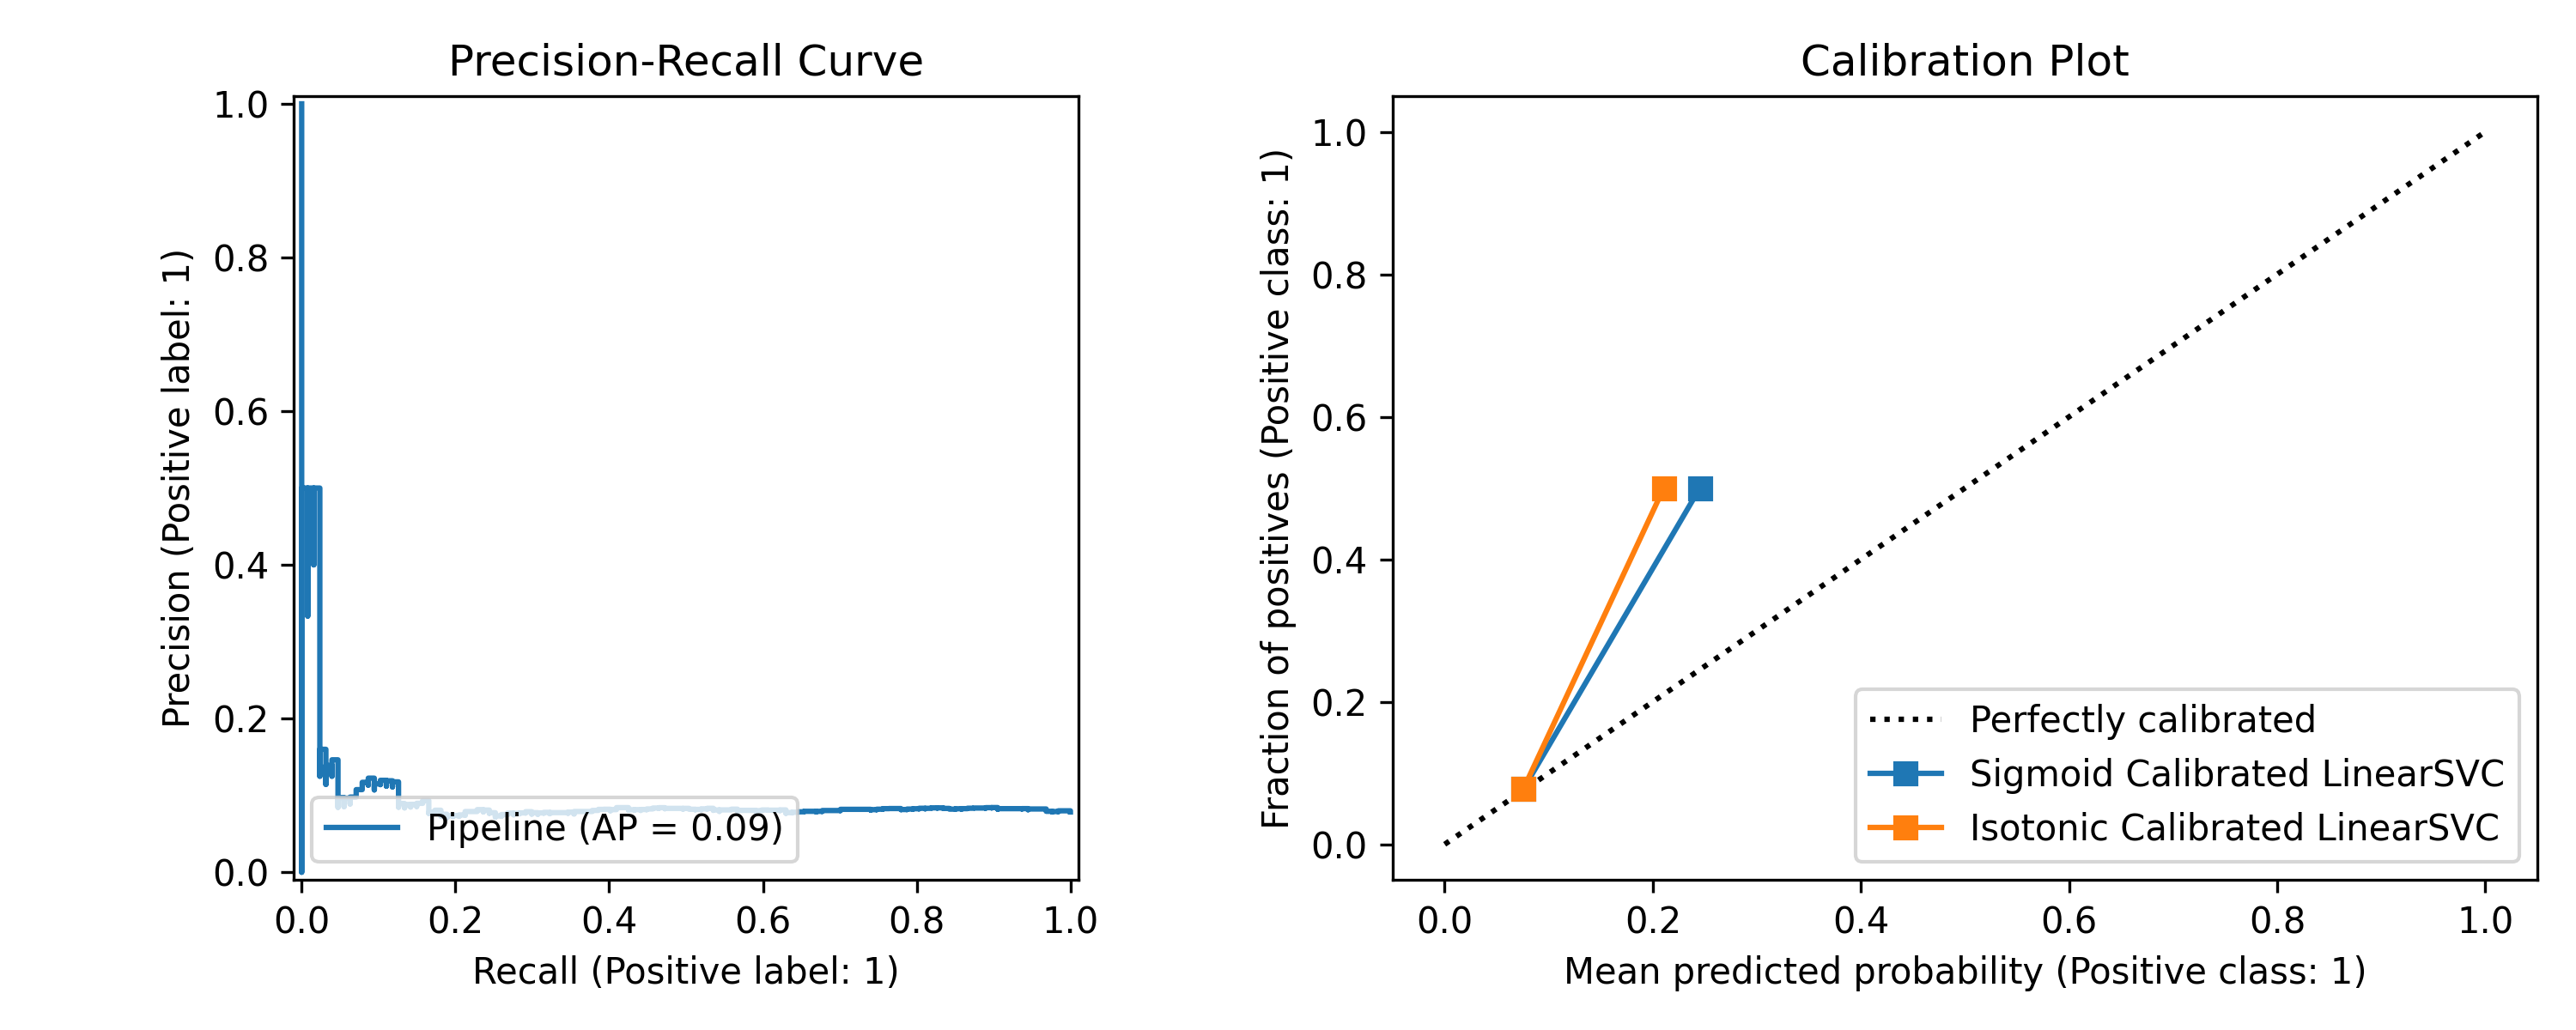 Precision-Recall Curve
Precision (Positive label: 1)
1.0
0.8
0.6
0.4
0.2
0.0
Pipeline (AP = 0.09)
0.0 0.2 0.4 0.6 0.8 1.0
Recall (Positive label: 1)
Calibration Plot
Fraction of positives (Positive class: 1)
1.0
0.8
0.6
0.4
0.2
0.0
Perfectly calibrated
Sigmoid Calibrated LinearSVC
Isotonic Calibrated LinearSVC
0.0 0.2 0.4 0.6 0.8 1.0
Mean predicted probability (Positive class: 1)